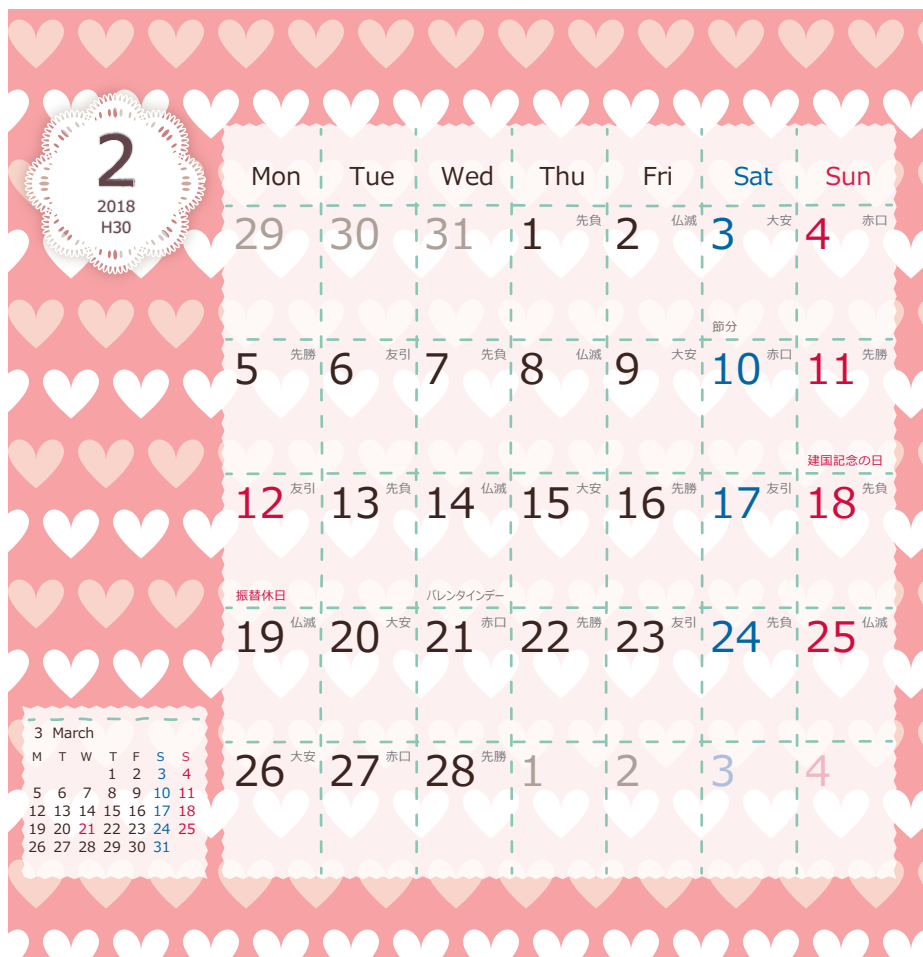 2
2018
H30
Mon Tue Wed Thu Fri Sat Sun
29 30 31 1 先負 2 仏滅 3 大安 4 赤口
節分
5 先勝 6 友引 7 先負 8 仏滅 9 大安 10 赤口 11 先勝
建国記念の日
12 友引 13 先負 14 仏滅 15 大安 16 先勝 17 友引 18 先負
振替休日 バレンタインデー
19 仏滅 20 大安 21 赤口 22 先勝 23 友引 24 先負 25 仏滅
26 大安 27 赤口 28 先勝 1 2 3 4
3 March
M T W T F S S
1 2 3 4
5 6 7 8 9 10 11
12 13 14 15 16 17 18
19 20 21 22 23 24 25
26 27 28 29 30 31